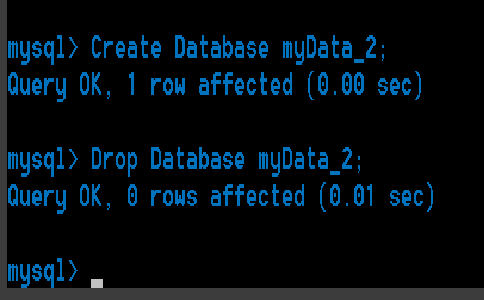 mysql> Create Database myData_2;
Query OK, 1 row affected (0.00 sec)
mysql> Drop Database myData_2;
Query OK, 0 rows affected (0.01 sec)
mysql>